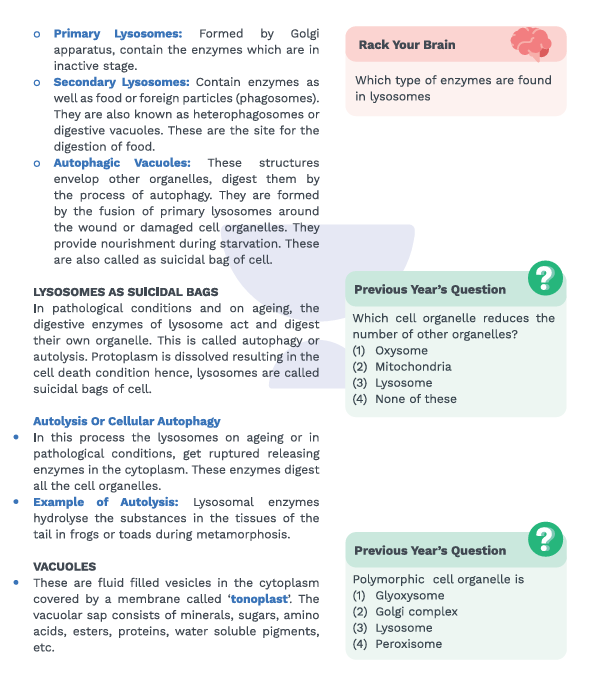 o Primary Lysosomes: Formed by Golgi
apparatus, contain the enzymes which are in
inactive stage.
o Secondary Lysosomes: Contain enzymes as
well as food or foreign particles (phagosomes).
They are also known as heterophagosomes or
digestive vacuoles. These are the site for the
digestion of food.
o Autophagic Vacuoles: These structures
envelop other organelles, digest them by
the process of autophagy. They are formed
by the fusion of primary lysosomes around
the wound or damaged cell organelles. They
provide nourishment during starvation. These
are also called as suicidal bag of cell.
LYSOSOMES AS SUICIDAL BAGS
In pathological conditions and on ageing, the
digestive enzymes of lysosome act and digest
their own organelle. This is called autophagy or
autolysis. Protoplasm is dissolved resulting in the
cell death condition hence, lysosomes are called
suicidal bags of cell.
Autolysis Or Cellular Autophagy
• In this process the lysosomes on ageing or in
pathological conditions, get ruptured releasing
enzymes in the cytoplasm. These enzymes digest
all the cell organelles.
• Example of Autolysis: Lysosomal enzymes
hydrolyse the substances in the tissues of the
tail in frogs or toads during metamorphosis.
VACUOLES
• These are fluid filled vesicles in the cytoplasm
covered by a membrane called ‘tonoplast’. The
vacuolar sap consists of minerals, sugars, amino
acids, esters, proteins, water soluble pigments,
etc.
Rack Your Brain
Which type of enzymes are found
in lysosomes
?
Previous Year’s Question
Which cell organelle reduces the
number of other organelles?
(1) Oxysome
(2) Mitochondria
(3) Lysosome
(4) None of these
?
Previous Year’s Question
Polymorphic cell organelle is
(1) Glyoxysome
(2) Golgi complex
(3) Lysosome
(4) Peroxisome